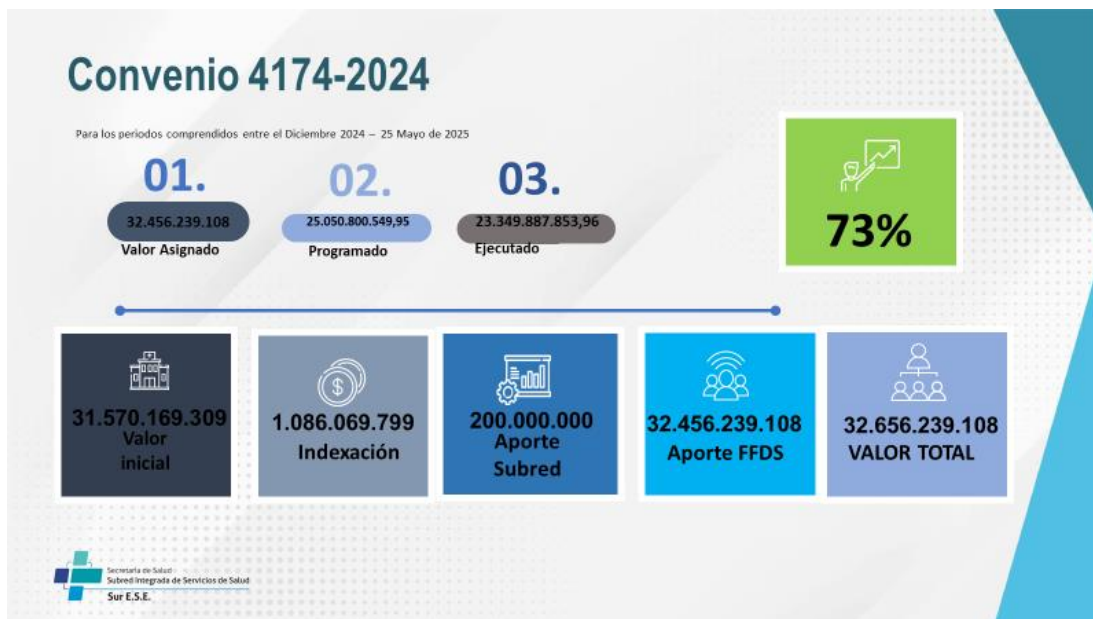 Convenio 4174-2024
Para los periodos comprendidos entre el Diciembre 2024 – 25 Mayo de 2025
01.
32.456.239.108
Valor Asignado
02.
25.050.800.549,95
Programado
03.
23.349.887.853,96
Ejecutado
73%
31.570.169.309
Valor
inicial
1.086.069.799
Indexación
200.000.000
Aporte
Subred
32.456.239.108
Aporte FFDS
32.656.239.108
VALOR TOTAL
Secretaría de Salud
Subred Integrada de Servicios de Salud
Sur E.S.E.